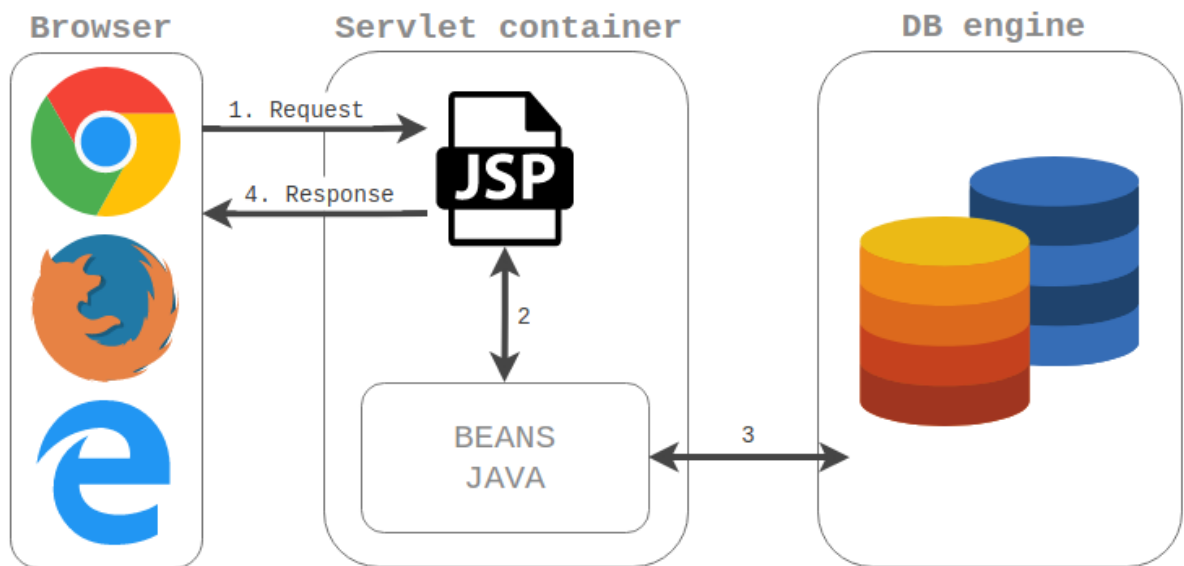 Browser
Servlet container
DB engine
1. Request
JSP
4. Response
2
3
BEANS
JAVA